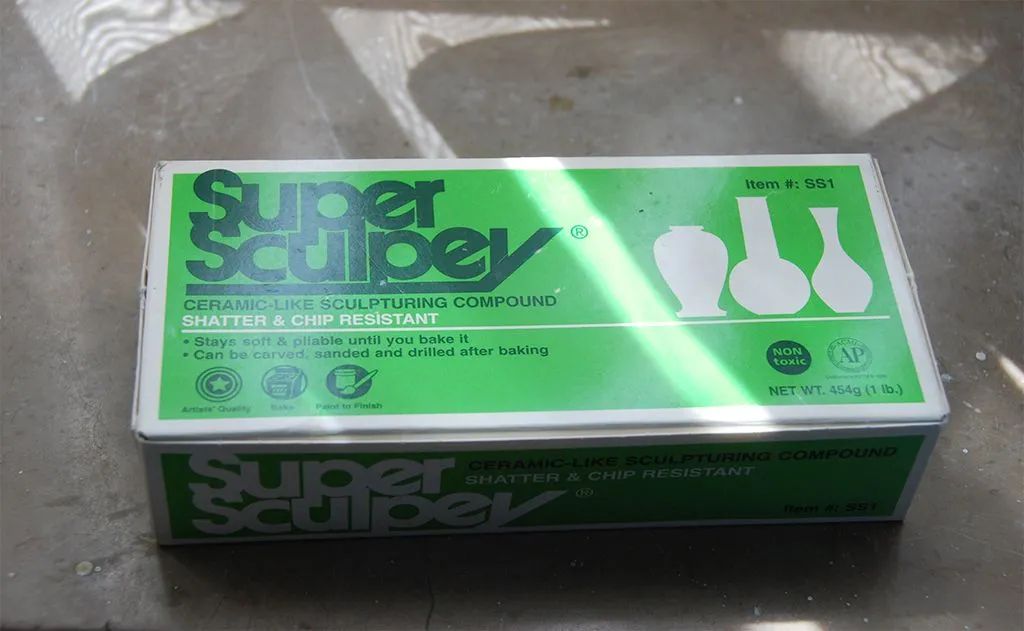 Super
Sculpey®
Item #: SS1
CERAMIC-LIKE SCULPTURING COMPOUND
SHATTER & CHIP RESISTANT
• Stays soft & pliable until you bake it
• Can be carved, sanded and drilled after baking
NON
toxic
ACMI
AP
Artists' Quality
Bake
Paint to Finish
NET WT. 454g (1 lb.)
Super
Sculpey®
CERAMIC-LIKE SCULPTURING COMPOUND
SHATTER & CHIP RESISTANT
Item #: SS1